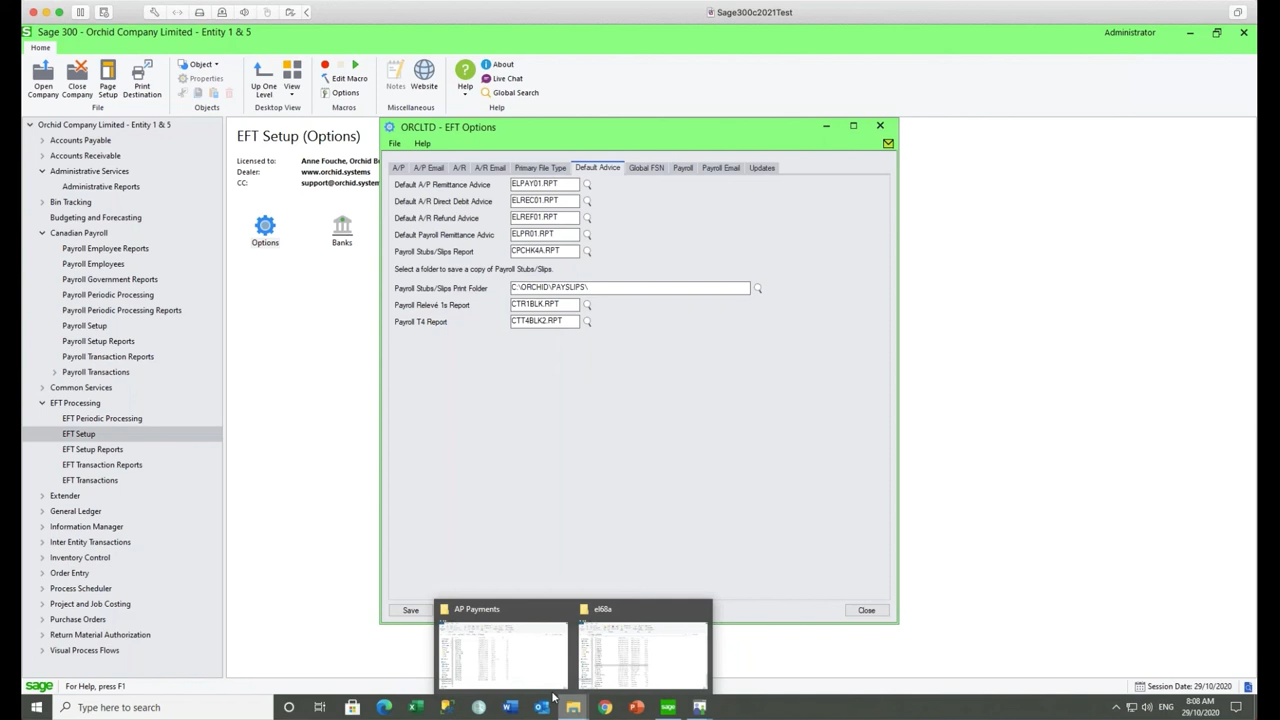 Sage300c2021Test
Sage 300 - Orchid Company Limited - Entity 1 & 5
Administrator
Home
Open Company
Close Company
Page Setup
Print Destination
File
Object
Properties
Objects
Up One Level
View
Desktop View
Edit Macro
Options
Macros
Notes
Website
Miscellaneous
Help
About
Live Chat
Global Search
Help
Orchid Company Limited - Entity 1 & 5
Accounts Payable
Accounts Receivable
Administrative Services
Administrative Reports
Bin Tracking
Budgeting and Forecasting
Canadian Payroll
Payroll Employee Reports
Payroll Employees
Payroll Government Reports
Payroll Periodic Processing
Payroll Periodic Processing Reports
Payroll Setup
Payroll Setup Reports
Payroll Transaction Reports
Payroll Transactions
Common Services
EFT Processing
EFT Periodic Processing
EFT Setup
EFT Setup Reports
EFT Transaction Reports
EFT Transactions
Extender
General Ledger
Information Manager
Inter Entity Transactions
Inventory Control
Order Entry
Process Scheduler
Project and Job Costing
Purchase Orders
Return Material Authorization
Visual Process Flows
EFT Setup (Options)
Licensed to: Anne Fouche, Orchid B
Dealer: www.orchid.systems
CC: support@orchid.system
Options
Banks
ORCLTD - EFT Options
File Help
A/P A/P Email A/R A/R Email Primary File Type Default Advice Global FSN Payroll Payroll Email Updates
Default A/P Remittance Advice ELPAY01.RPT
Default A/R Direct Debit Advice ELREC01.RPT
Default A/R Refund Advice ELREF01.RPT
Default Payroll Remittance Advic ELPR01.RPT
Payroll Stubs/Slips Report CPCHK4A.RPT
Select a folder to save a copy of Payroll Stubs/Slips.
Payroll Stubs/Slips Print Folder C:\ORCHID\PAYSLIPS\
Payroll Relevé 1s Report CTR1BLK.RPT
Payroll T4 Report CTT4BLK2.RPT
Save
Close
AP Payments
el68a
sage
For Help, press F1
Session Date: 29/10/2020
Type here to search
ENG
8:08 AM
29/10/2020